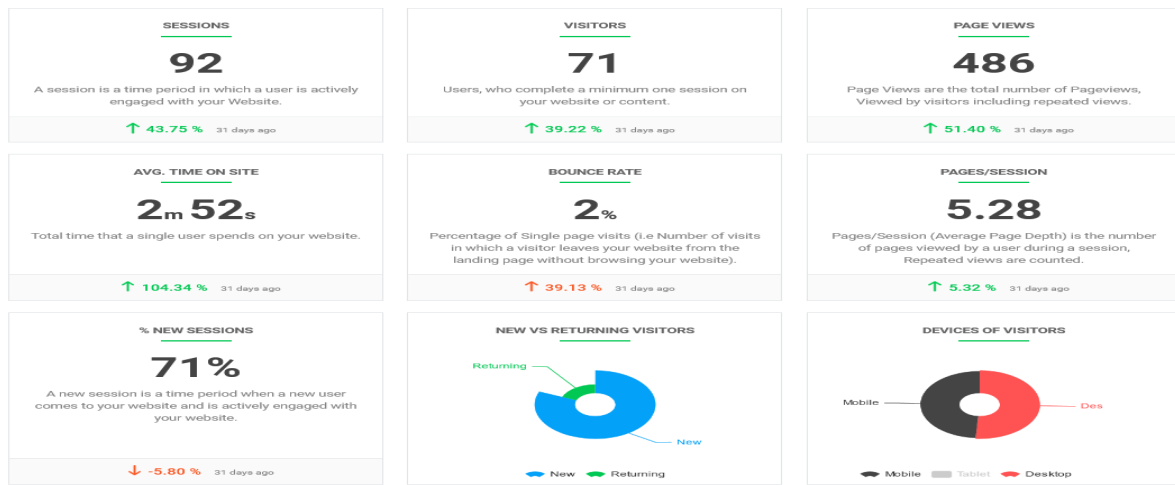 SESSIONS
92
A session is a time period in which a user is actively
engaged with your Website.
↑ 43.75 % 31 days ago
VISITORS
71
Users, who complete a minimum one session on
your website or content.
↑ 39.22 % 31 days ago
PAGE VIEWS
486
Page Views are the total number of Pageviews,
Viewed by visitors including repeated views.
↑ 51.40 % 31 days ago
AVG. TIME ON SITE
2m 52s
Total time that a single user spends on your website.
↑ 104.34 % 31 days ago
BOUNCE RATE
2%
Percentage of Single page visits (i.e Number of visits
in which a visitor leaves your website from the
landing page without browsing your website).
↑ 39.13 % 31 days ago
PAGES/SESSION
5.28
Pages/Session (Average Page Depth) is the number
of pages viewed by a user during a session,
Repeated views are counted.
↑ 5.32 % 31 days ago
% NEW SESSIONS
71%
A new session is a time period when a new user
comes to your website and is actively engaged with
your website.
↓ -5.80 % 31 days ago
NEW VS RETURNING VISITORS
Returning
New
New Returning
DEVICES OF VISITORS
Mobile
Des
Mobile Tablet Desktop